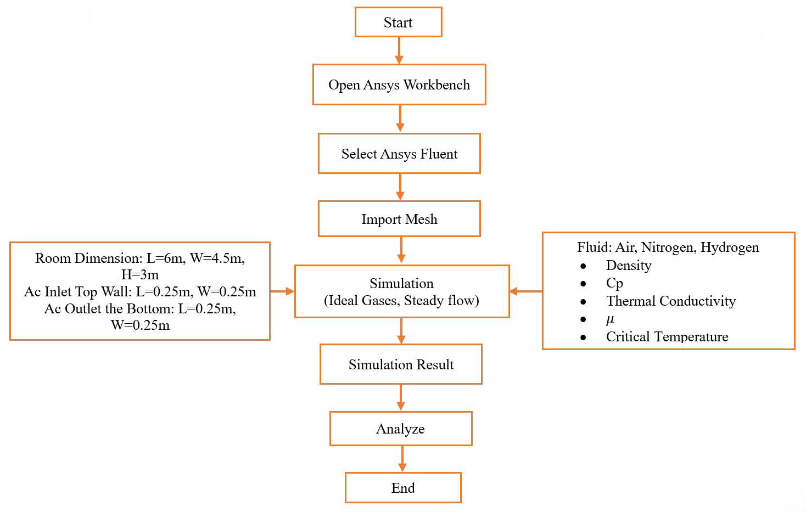 Start
Open Ansys Workbench
Select Ansys Fluent
Import Mesh
Room Dimension: L=6m, W=4.5m,
H=3m
Ac Inlet Top Wall: L=0.25m, W=0.25m
Ac Outlet the Bottom: L=0.25m,
W=0.25m
Simulation
(Ideal Gases, Steady flow)
Fluid: Air, Nitrogen, Hydrogen
• Density
• Cp
• Thermal Conductivity
• μ
• Critical Temperature
Simulation Result
Analyze
End